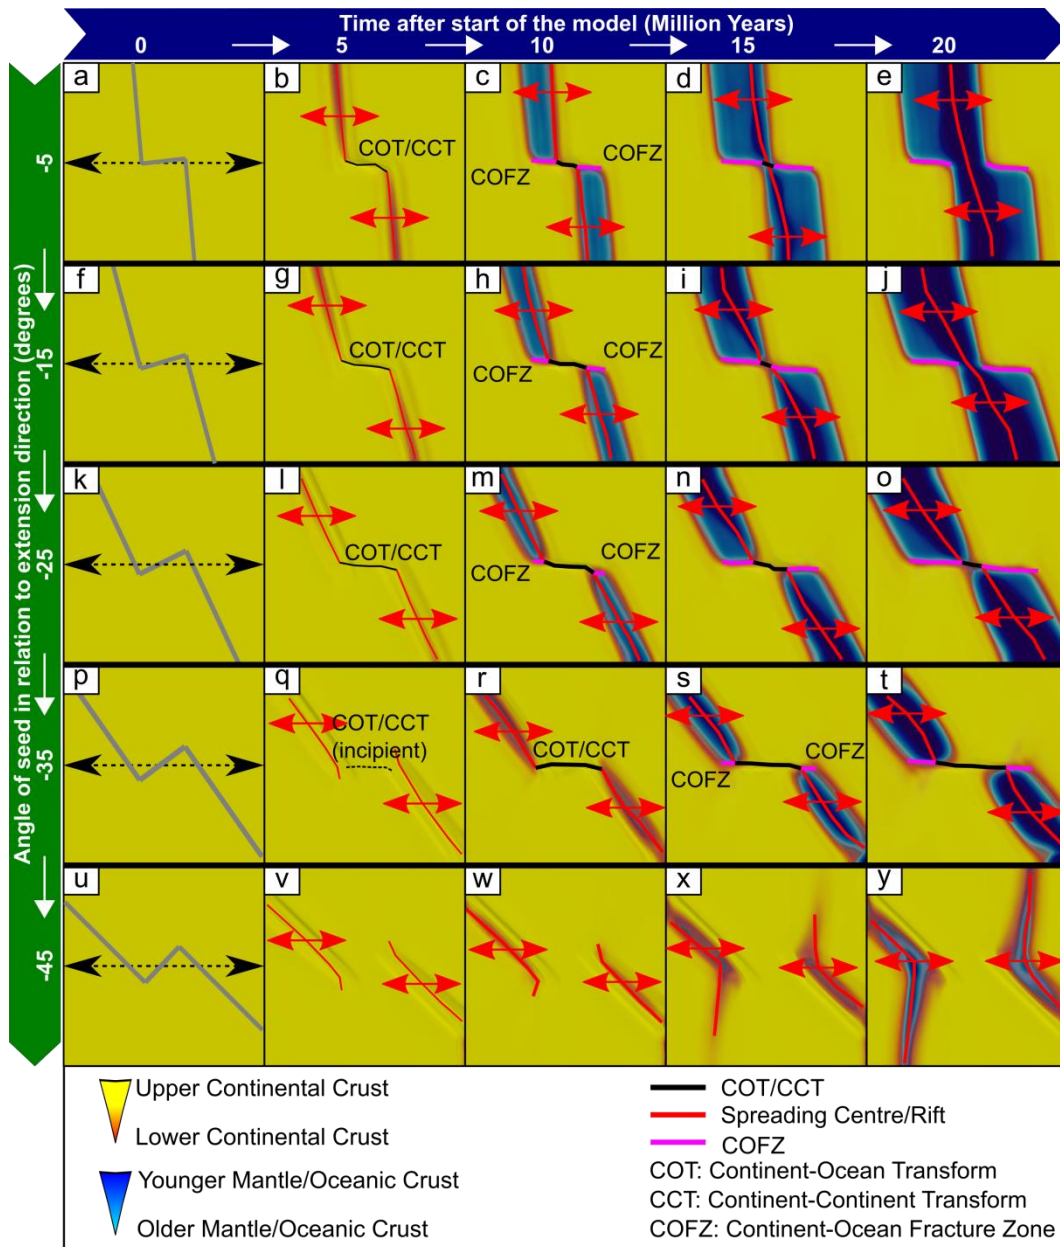 Time after start of the model (Million Years)
0 5 10 15 20
Angle of seed in relation to extension direction (degrees)
-5
a
b
COT/CCT
c
COFZ
COFZ
d
e
-15
f
g
COT/CCT
h
COFZ
COFZ
i
j
-25
k
l
COT/CCT
m
COFZ
COFZ
n
o
-35
p
q
COT/CCT
(incipient)
r
COT/CCT
s
COFZ
COFZ
t
-45
u
v
w
x
y
Upper Continental Crust
Lower Continental Crust
Younger Mantle/Oceanic Crust
Older Mantle/Oceanic Crust
COT/CCT
Spreading Centre/Rift
COFZ
COT: Continent-Ocean Transform
CCT: Continent-Continent Transform
COFZ: Continent-Ocean Fracture Zone